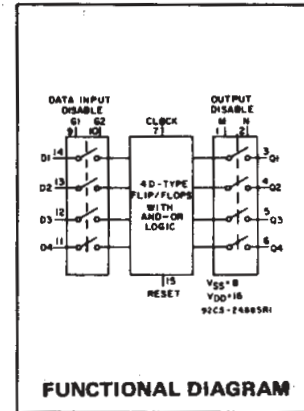 DATA INPUT
DISABLE
G1 G2
9 10
CLOCK
7
OUTPUT
DISABLE
M N
1 2
D1 14
D2 13
D3 12
D4 11
4 D-TYPE
FLIP/FLOPS
WITH
AND-OR
LOGIC
3 Q1
4 Q2
5 Q3
6 Q4
15
RESET
VSS=8
VDD=16
92CS-24885R1
FUNCTIONAL DIAGRAM